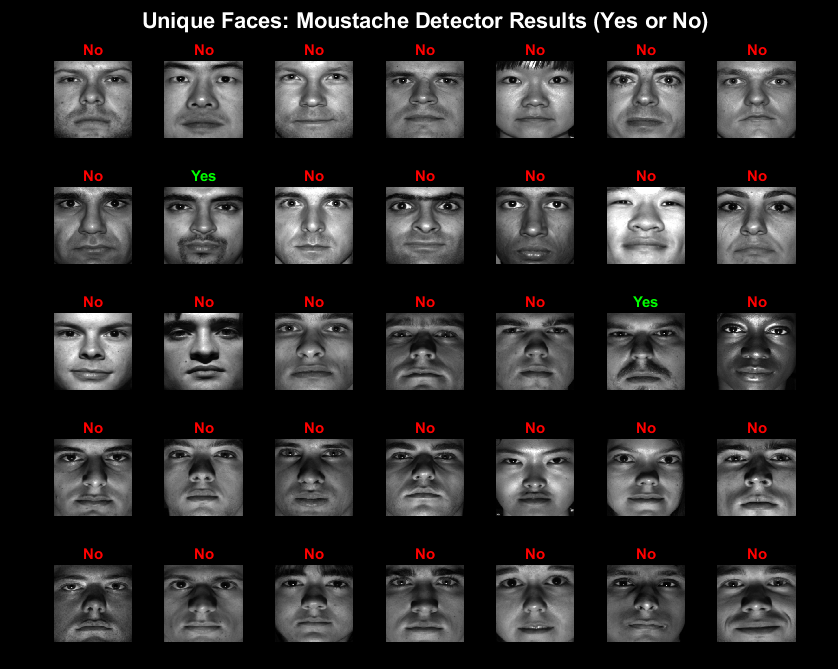 Unique Faces: Moustache Detector Results (Yes or No)
No No No No No No No
No Yes No No No No No
No No No No No Yes No
No No No No No No No
No No No No No No No